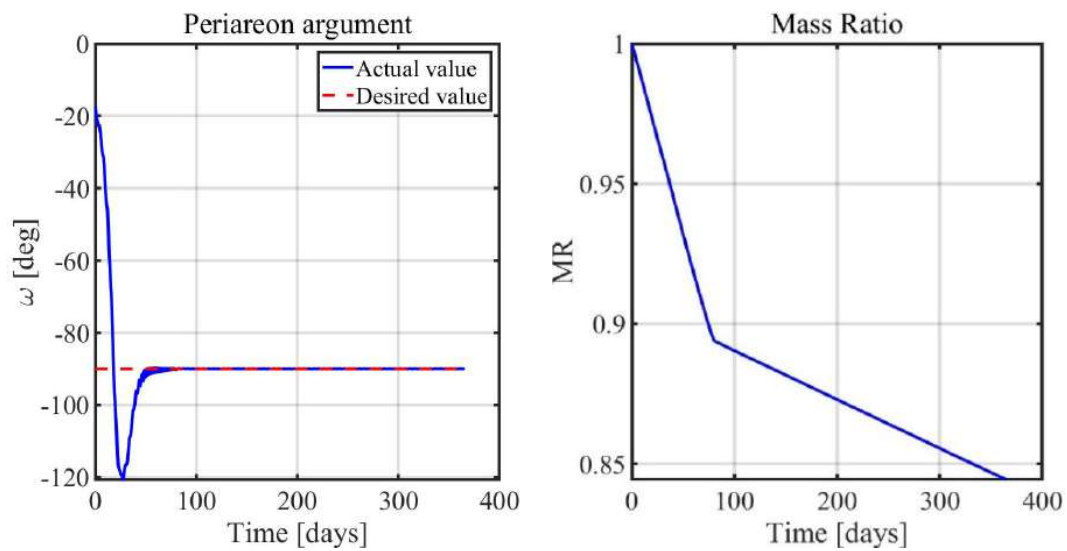 Periareon argument
0
-20
-40
-60
-80
-100
-120
ω [deg]
Actual value
Desired value
0 100 200 300 400
Time [days]
Mass Ratio
1
0.95
0.9
0.85
MR
0 100 200 300 400
Time [days]